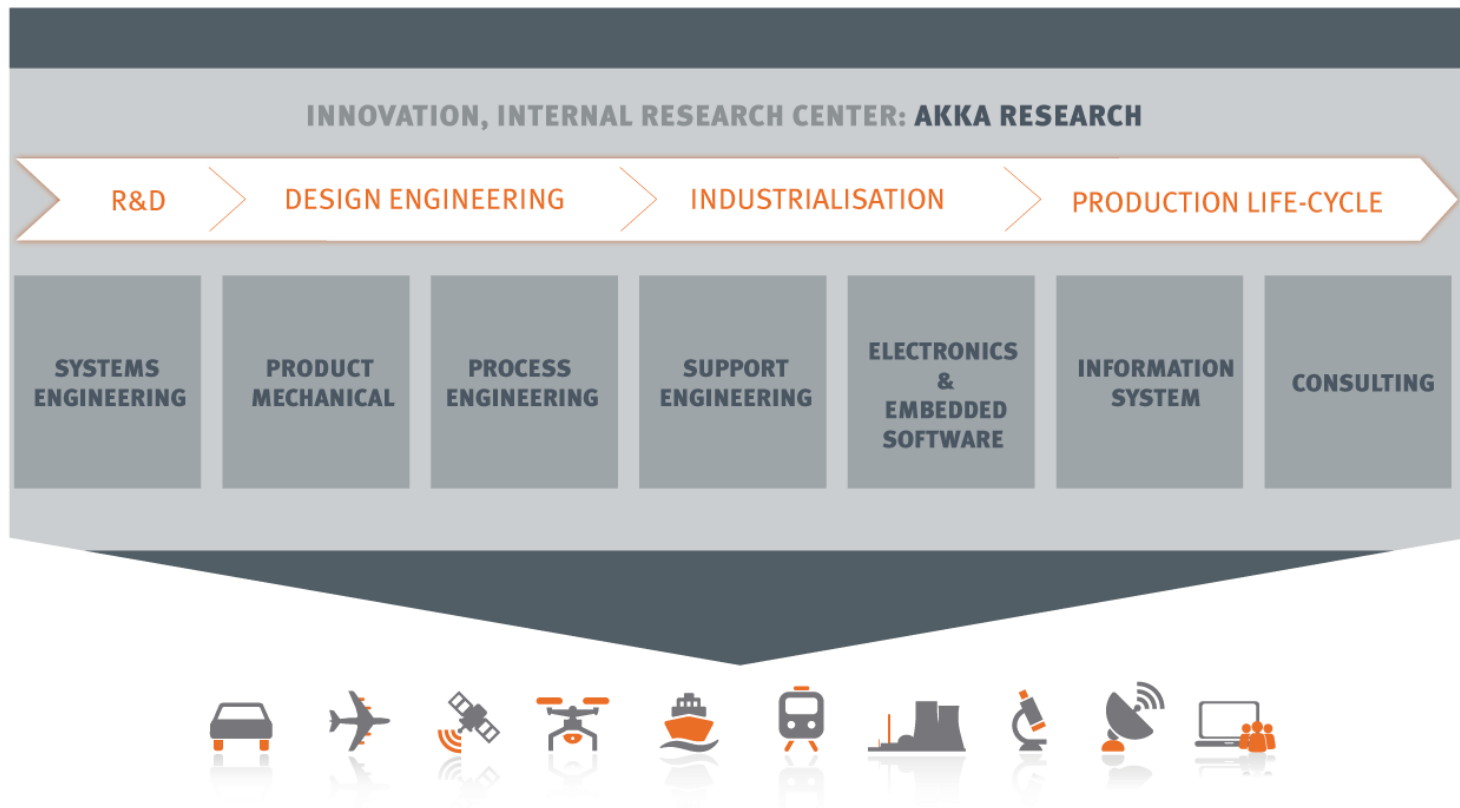 INNOVATION, INTERNAL RESEARCH CENTER: AKKA RESEARCH
R&D
DESIGN ENGINEERING
INDUSTRIALISATION
PRODUCTION LIFE-CYCLE
SYSTEMS
ENGINEERING
PRODUCT
MECHANICAL
PROCESS
ENGINEERING
SUPPORT
ENGINEERING
ELECTRONICS
&
EMBEDDED
SOFTWARE
INFORMATION
SYSTEM
CONSULTING